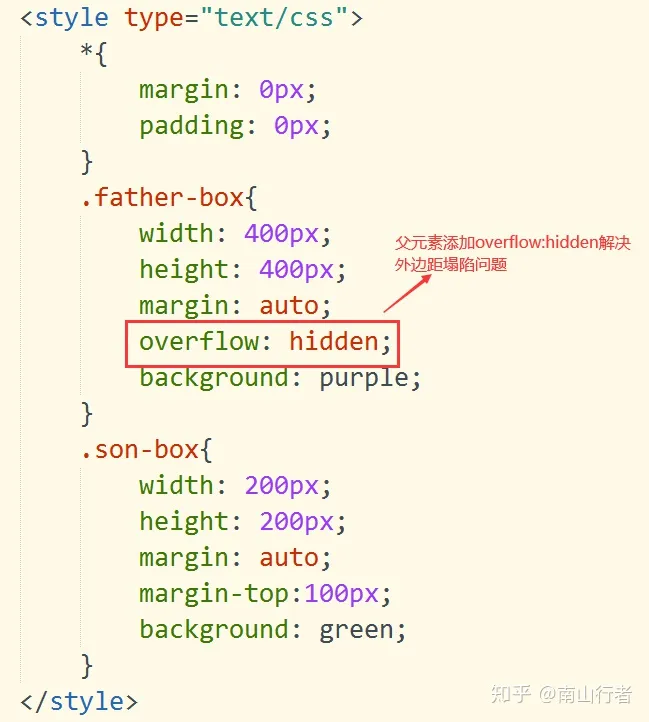 <style type="text/css">
*{
margin: 0px;
padding: 0px;
}
.father-box{
width: 400px;
height: 400px;
margin: auto;
overflow: hidden;
background: purple;
}
.son-box{
width: 200px;
height: 200px;
margin: auto;
margin-top:100px;
background: green;
}
</style>
父元素添加overflow:hidden解决
外边距塌陷问题
知乎 @南山行者